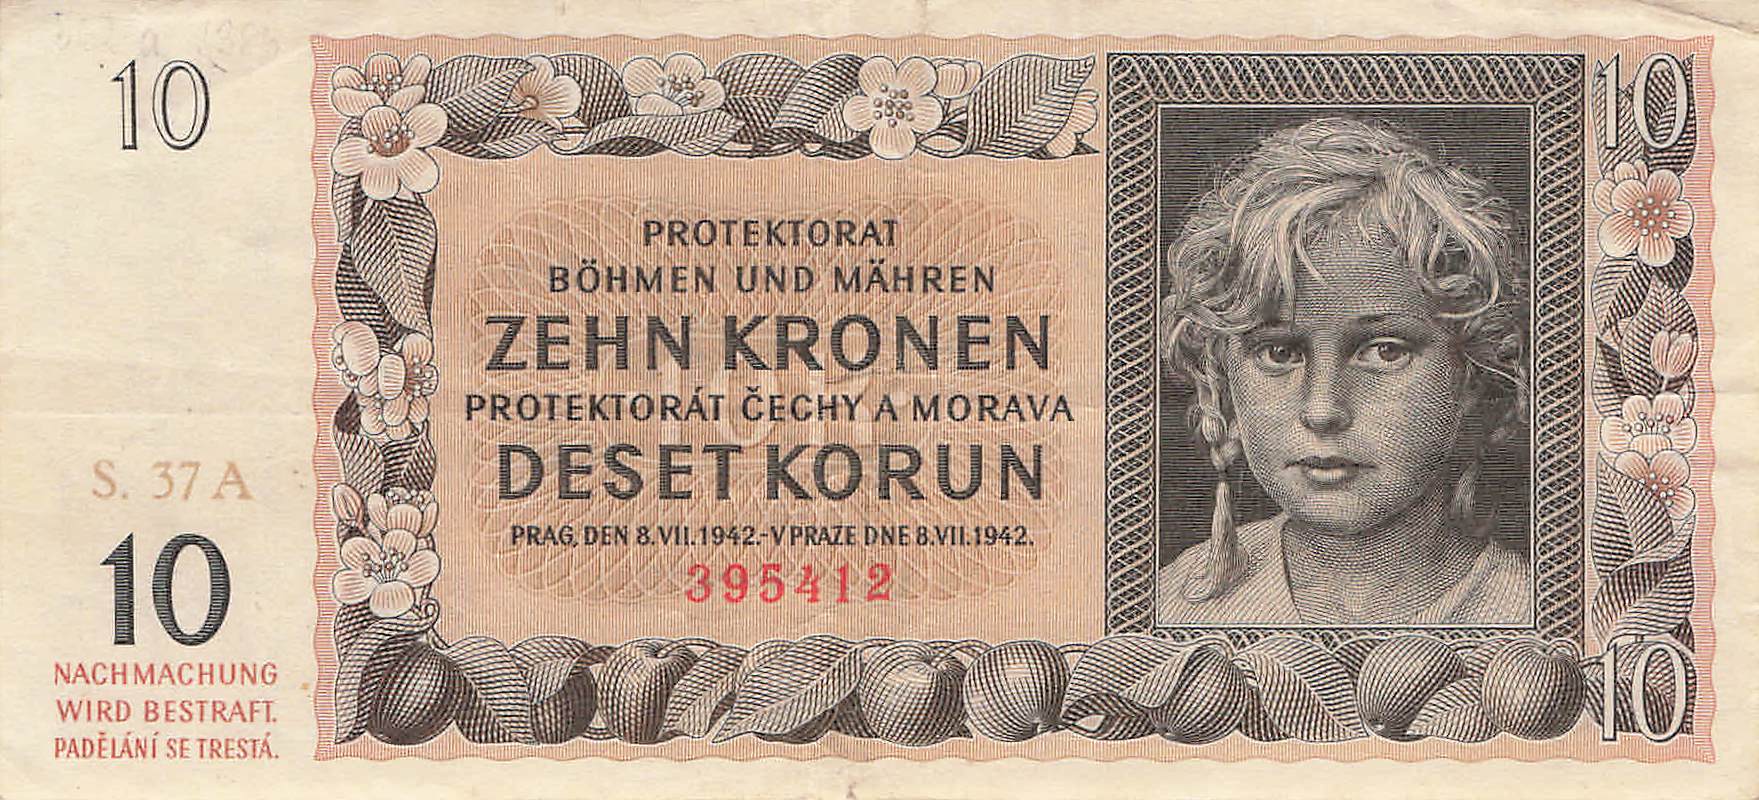 10
10
PROTEKTORAT
BÖHMEN UND MÄHREN
ZEHN KRONEN
PROTEKTORÁT ČECHY A MORAVA
DESET KORUN
PRAG, DEN 8.VII.1942.-V PRAZE DNE 8.VII.1942.
395412
S. 37 A
10
NACHMACHUNG
WIRD BESTRAFT.
PADĚLÁNÍ SE TRESTÁ.
10